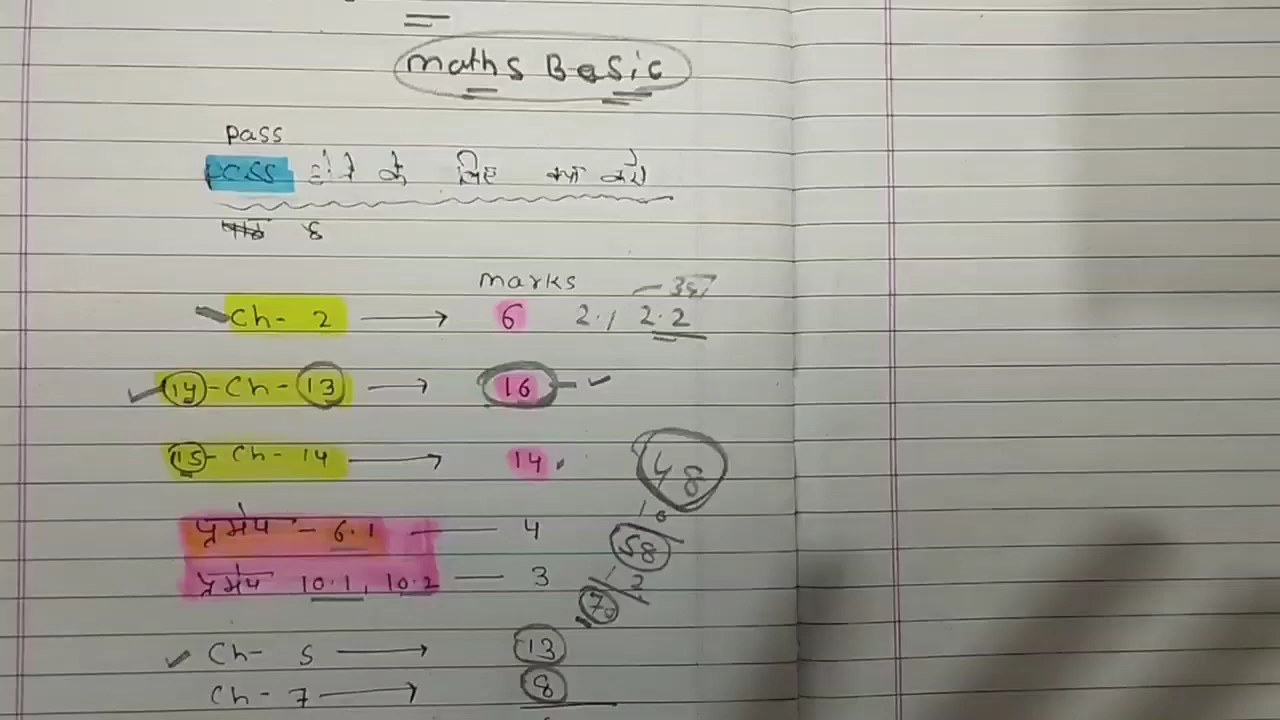 maths Basic
pass
pass होने के लिए क्या करे
marks
Ch- 2 → 6 2.1 2.2
14-Ch-13 → 16
15-Ch-14 → 14
48
प्रमेय - 6.1 — 4
58
प्रमेय 10.1, 10.2 — 3
70
Ch- 5 → 13
Ch-7 → 8